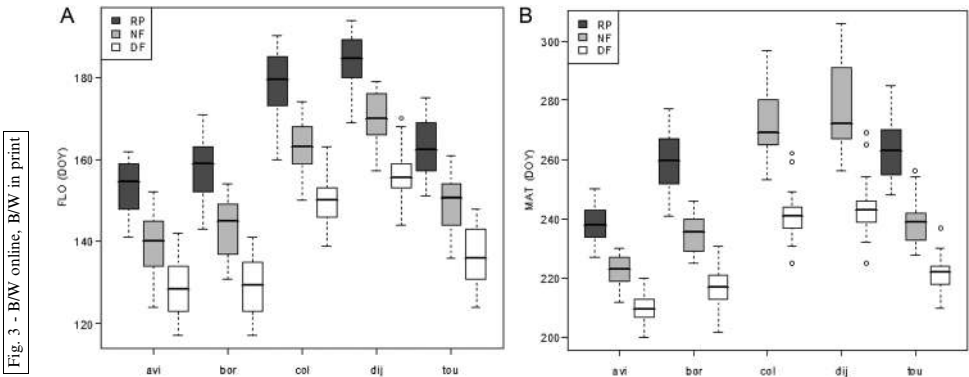 Fig. 3 - B/W online, B/W in print
A
RP
NF
DF
FLO (DOY)
180
160
140
120
avi bor col dij tou
B
RP
NF
DF
MAT (DOY)
300
280
260
240
220
200
avi bor col dij tou